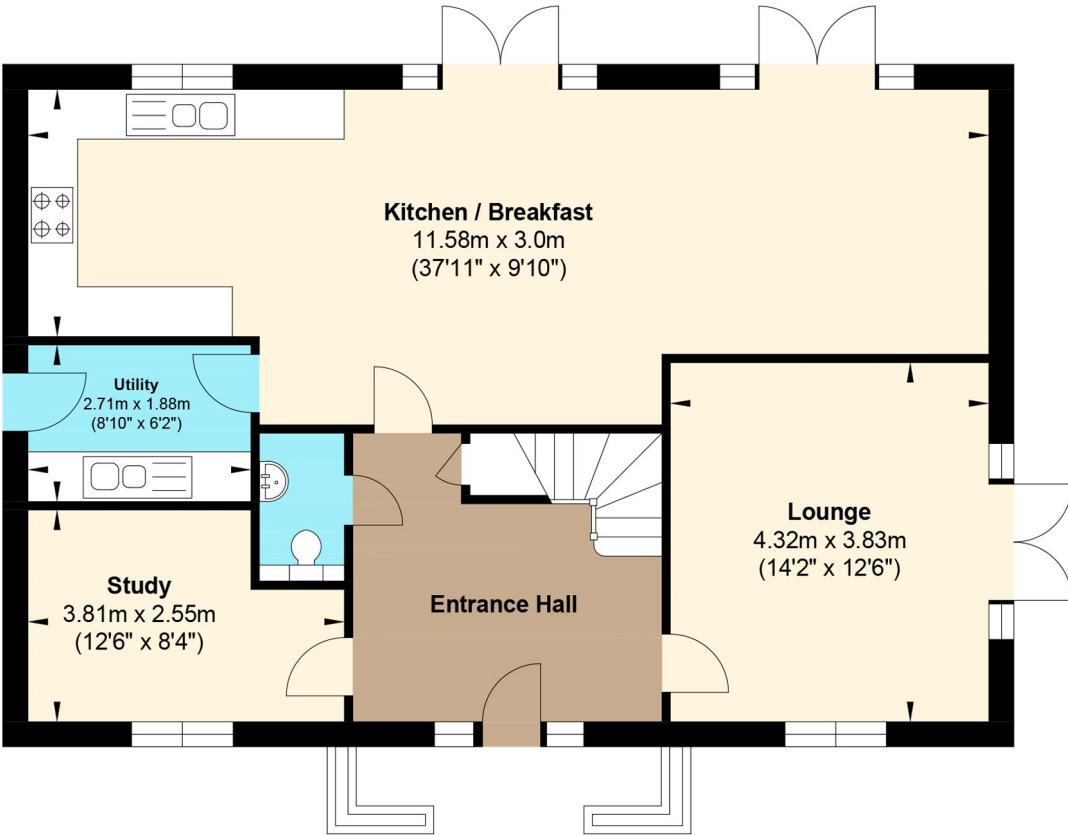 Kitchen / Breakfast
11.58m x 3.0m
(37'11" x 9'10")
Utility
2.71m x 1.88m
(8'10" x 6'2")
Lounge
4.32m x 3.83m
(14'2" x 12'6")
Study
3.81m x 2.55m
(12'6" x 8'4")
Entrance Hall